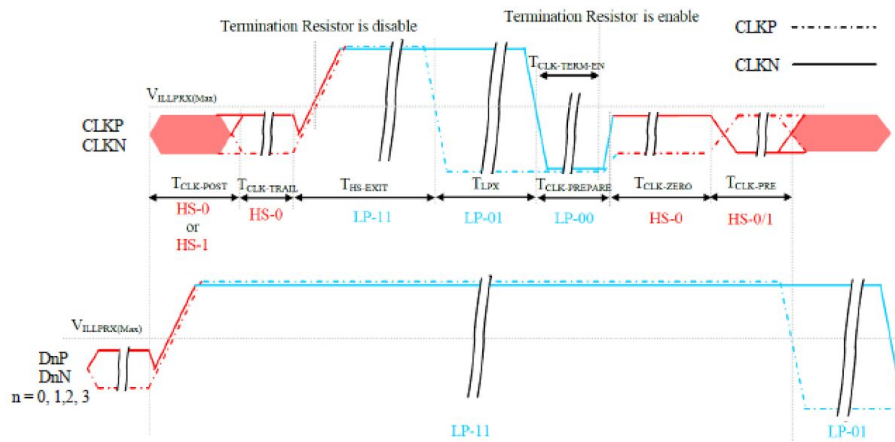 Termination Resistor is disable
Termination Resistor is enable
CLKP
CLKN
TCLK-TERM-EN
VILLPRX(Max)
CLKP
CLKN
TCLK-POST
TCLK-TRAIL
THS-EXIT
TLPX
TCLK-PREPARE
TCLK-ZERO
TCLK-PRE
HS-0
or
HS-1
HS-0
LP-11
LP-01
LP-00
HS-0
HS-0/1
VILLPRX(Max)
DnP
DnN
n = 0, 1,2, 3
LP-11
LP-01